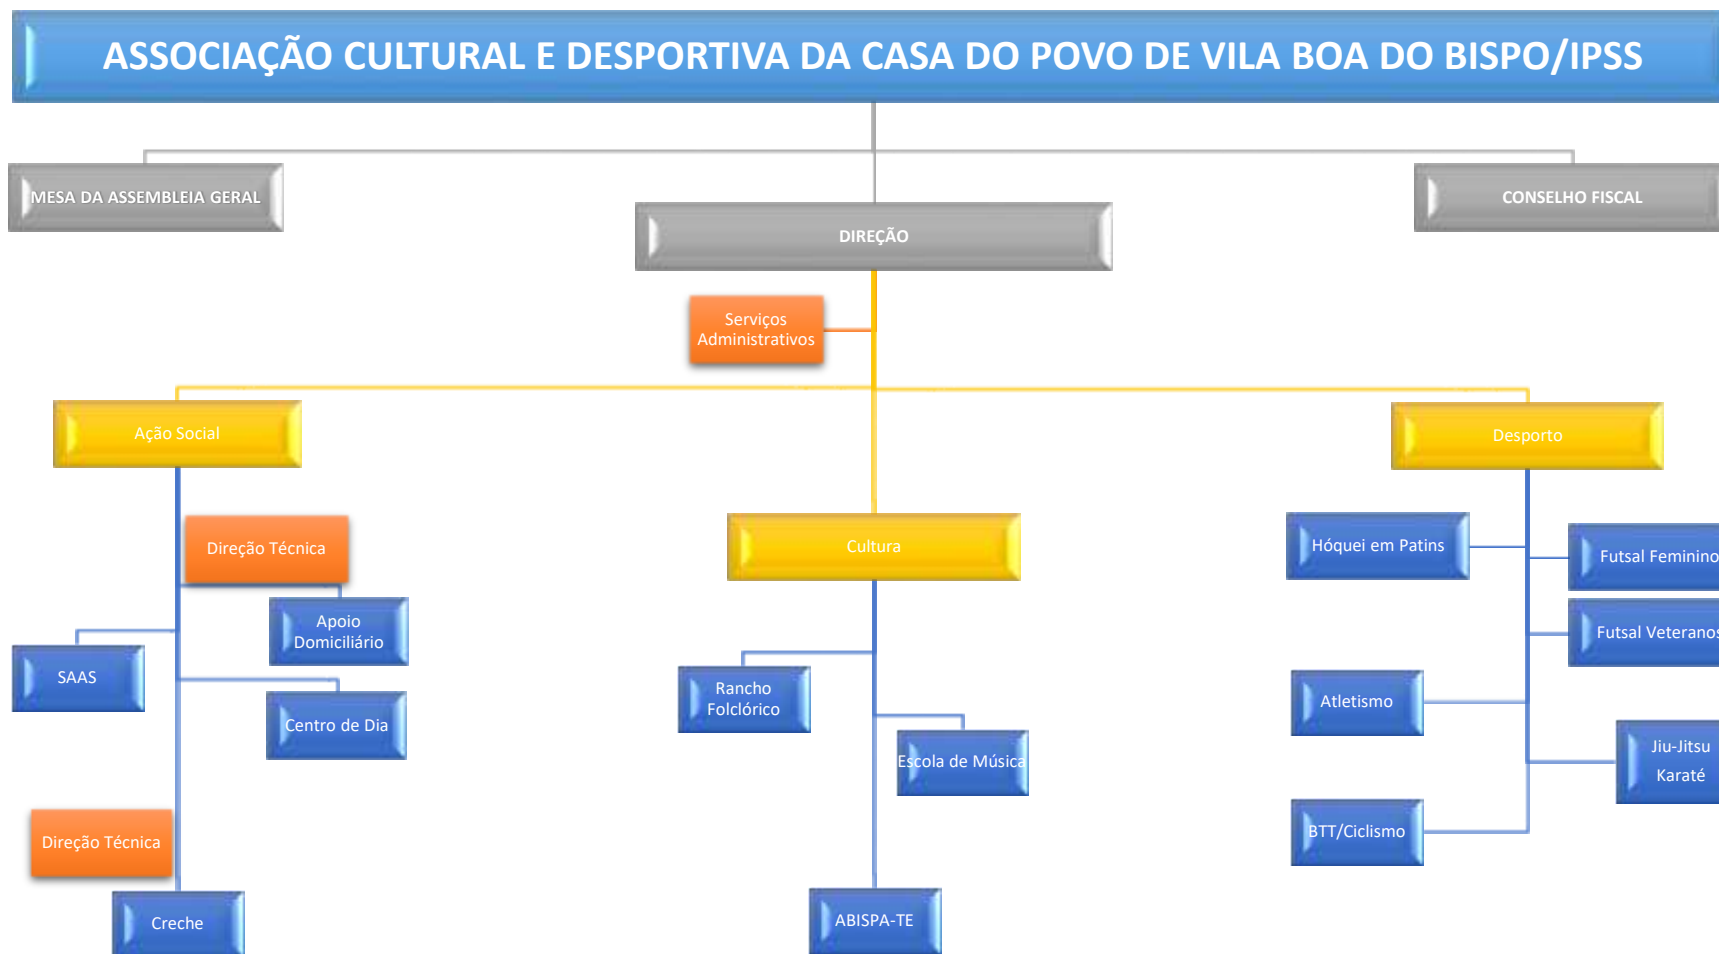 ASSOCIAÇÃO CULTURAL E DESPORTIVA DA CASA DO POVO DE VILA BOA DO BISPO/IPSS
MESA DA ASSEMBLEIA GERAL
CONSELHO FISCAL
DIREÇÃO
Serviços
Administrativos
Ação Social
Desporto
Direção Técnica
Cultura
Hóquei em Patins
Futsal Feminino
Apoio
Domiciliário
Futsal Veteranos
SAAS
Rancho
Folclórico
Atletismo
Centro de Dia
Escola de Música
Jiu-Jitsu
Karaté
Direção Técnica
BTT/Ciclismo
Creche
ABISPA-TE